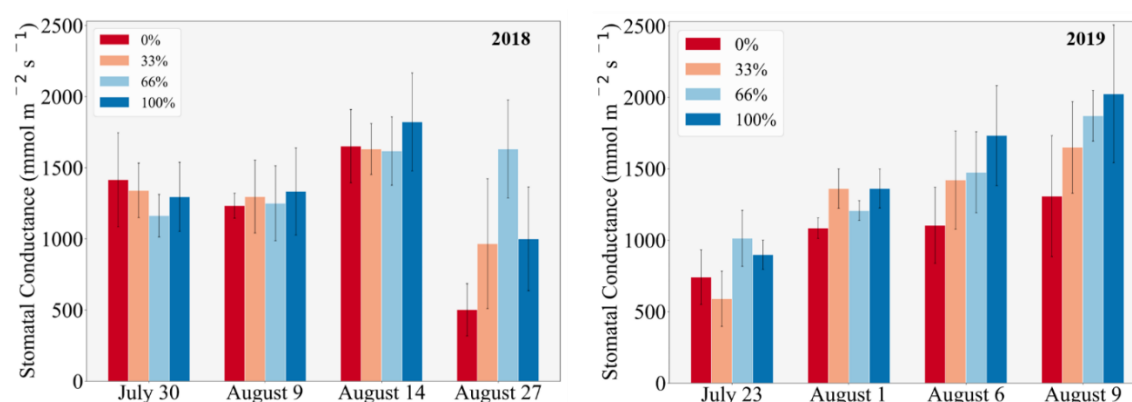 2500
2000
1500
1000
500
0
Stomatal Conductance (mmol m⁻² s⁻¹)
0%
33%
66%
100%
2018
July 30
August 9
August 14
August 27
2500
2000
1500
1000
500
0
Stomatal Conductance (mmol m⁻² s⁻¹)
0%
33%
66%
100%
2019
July 23
August 1
August 6
August 9